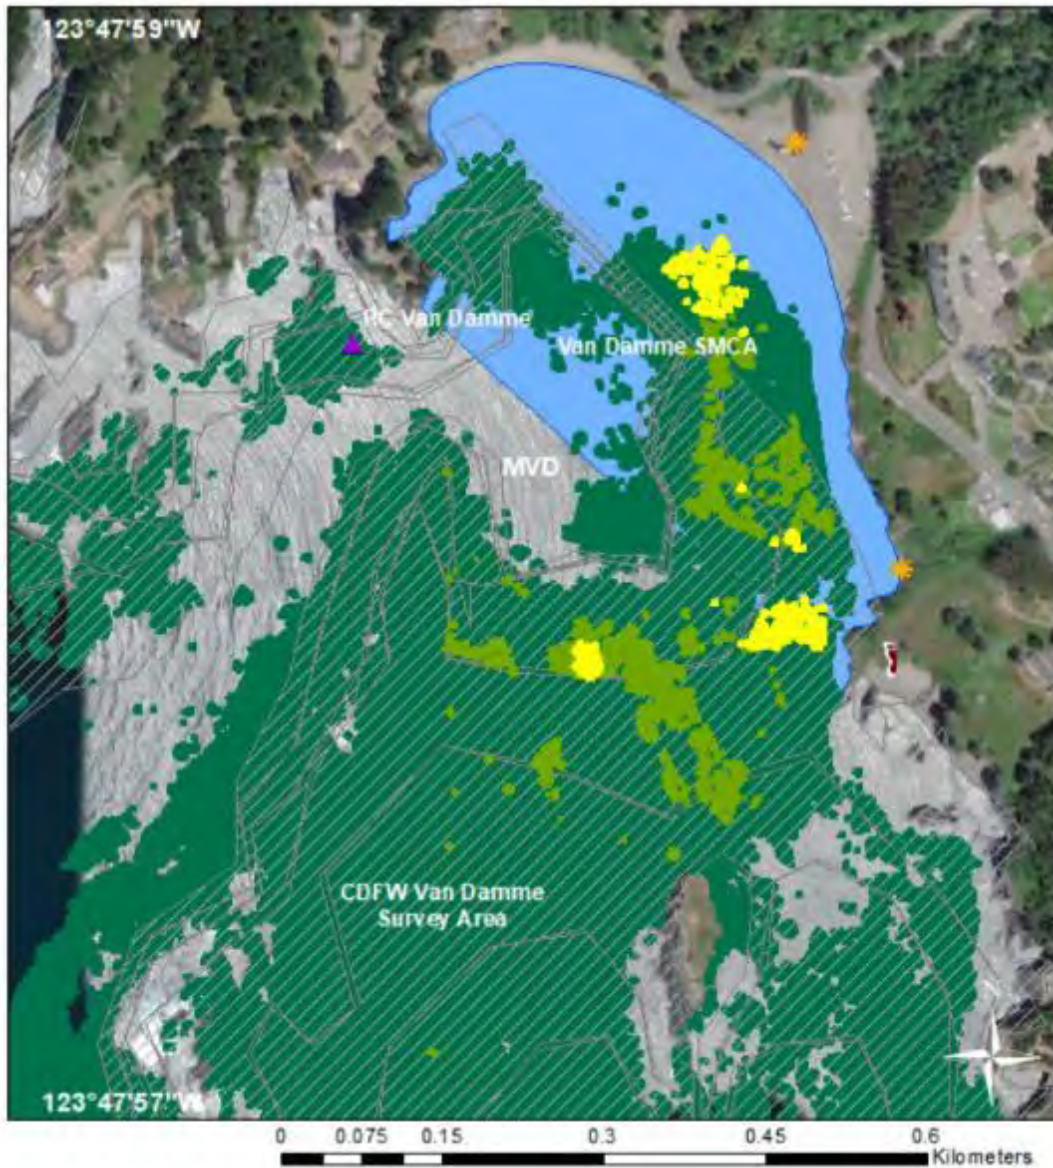 123°47'59"W
RC Van Damme
Van Damme SMCA
MVD
CDFW Van Damme
Survey Area
123°47'57"W
0 0.075 0.15 0.3 0.45 0.6
Kilometers